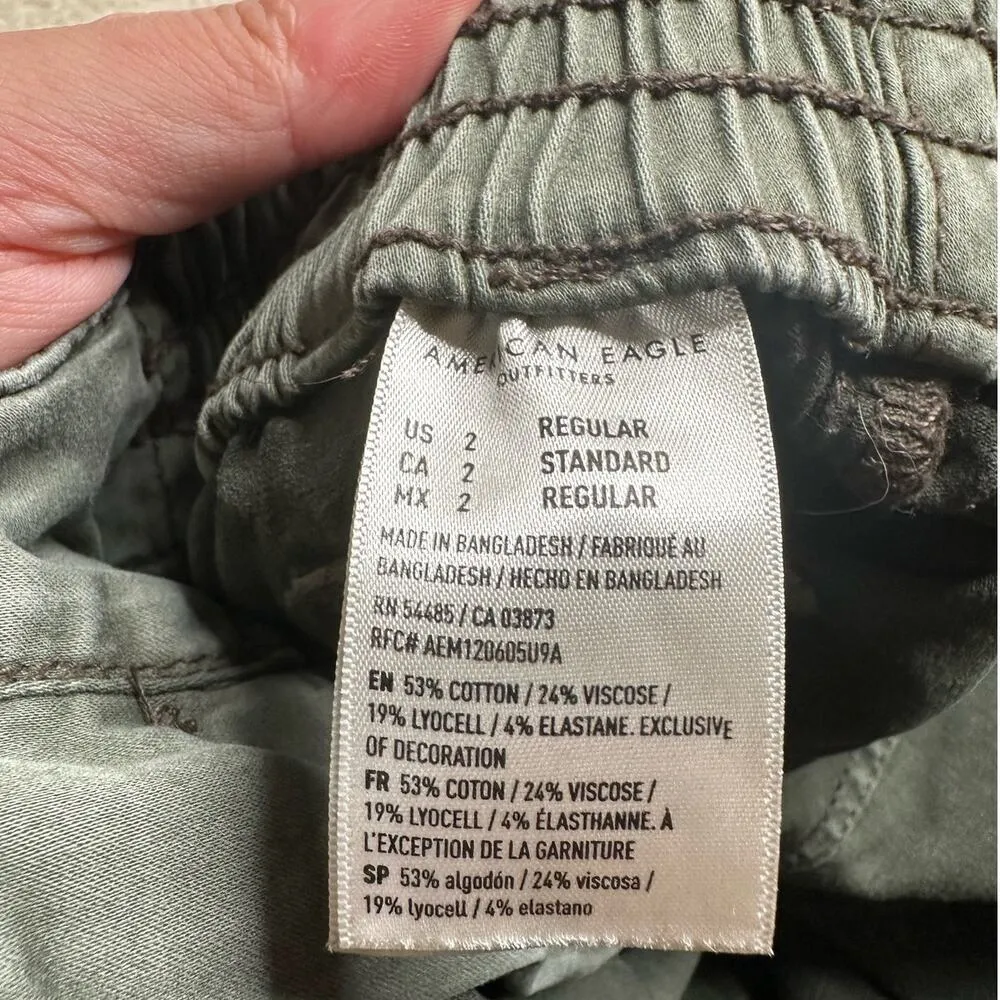 AMERICAN EAGLE
OUTFITTERS
US 2 REGULAR
CA 2 STANDARD
MX 2 REGULAR
MADE IN BANGLADESH / FABRIQUÉ AU
BANGLADESH / HECHO EN BANGLADESH
RN 54485 / CA 03873
RFC# AEM120605U9A
EN 53% COTTON / 24% VISCOSE /
19% LYOCELL / 4% ELASTANE. EXCLUSIVE
OF DECORATION
FR 53% COTON / 24% VISCOSE /
19% LYOCELL / 4% ÉLASTHANNE. À
L'EXCEPTION DE LA GARNITURE
SP 53% algodón / 24% viscosa /
19% lyocell / 4% elastano